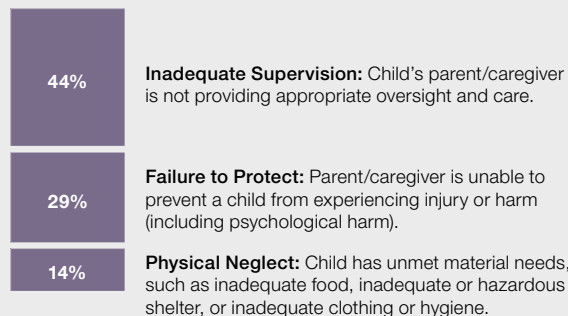 44%
Inadequate Supervision: Child's parent/caregiver
is not providing appropriate oversight and care.
29%
Failure to Protect: Parent/caregiver is unable to
prevent a child from experiencing injury or harm
(including psychological harm).
14%
Physical Neglect: Child has unmet material needs,
such as inadequate food, inadequate or hazardous
shelter, or inadequate clothing or hygiene.